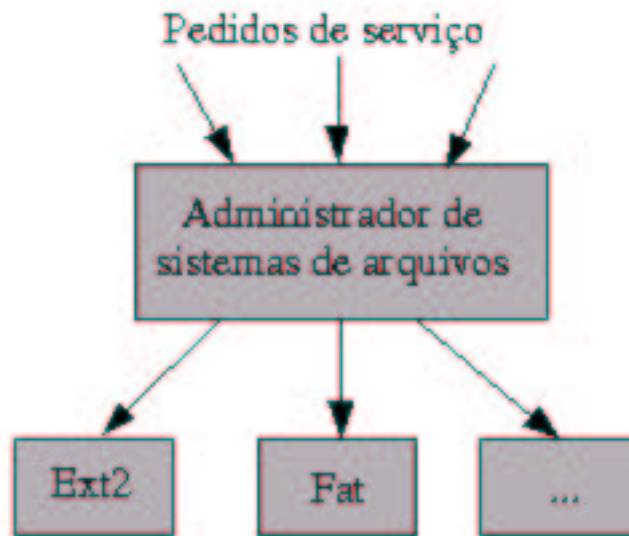 Pedidos de serviço
Administrador de
sistemas de arquivos
Ext2
Fat
...